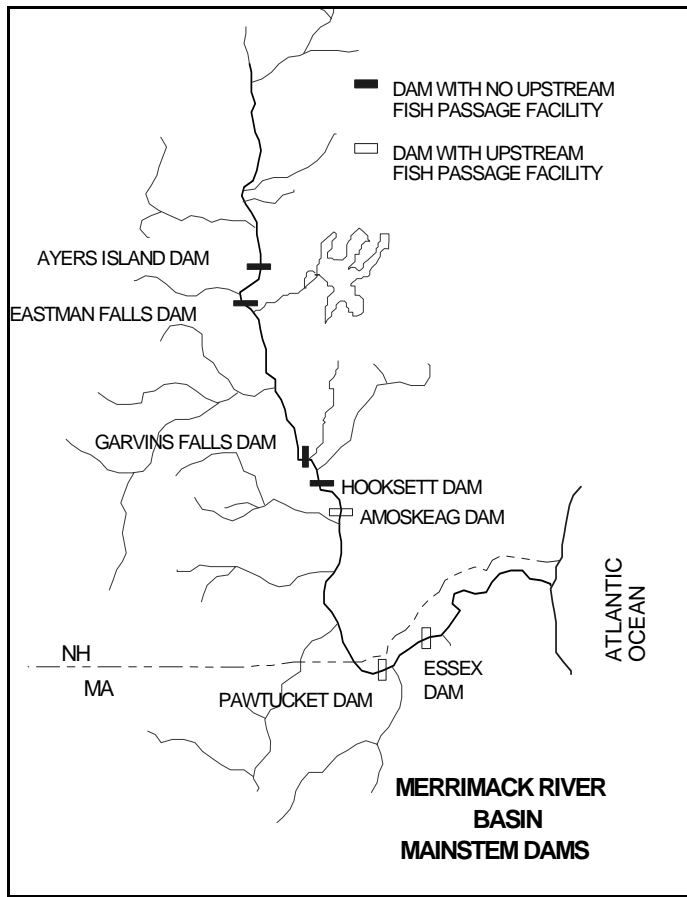 DAM WITH NO UPSTREAM
FISH PASSAGE FACILITY
DAM WITH UPSTREAM
FISH PASSAGE FACILITY
AYERS ISLAND DAM
EASTMAN FALLS DAM
GARVINS FALLS DAM
HOOKSETT DAM
AMOSKEAG DAM
ATLANTIC
OCEAN
NH
MA
ESSEX
DAM
PAWTUCKET DAM
MERRIMACK RIVER
BASIN
MAINSTEM DAMS